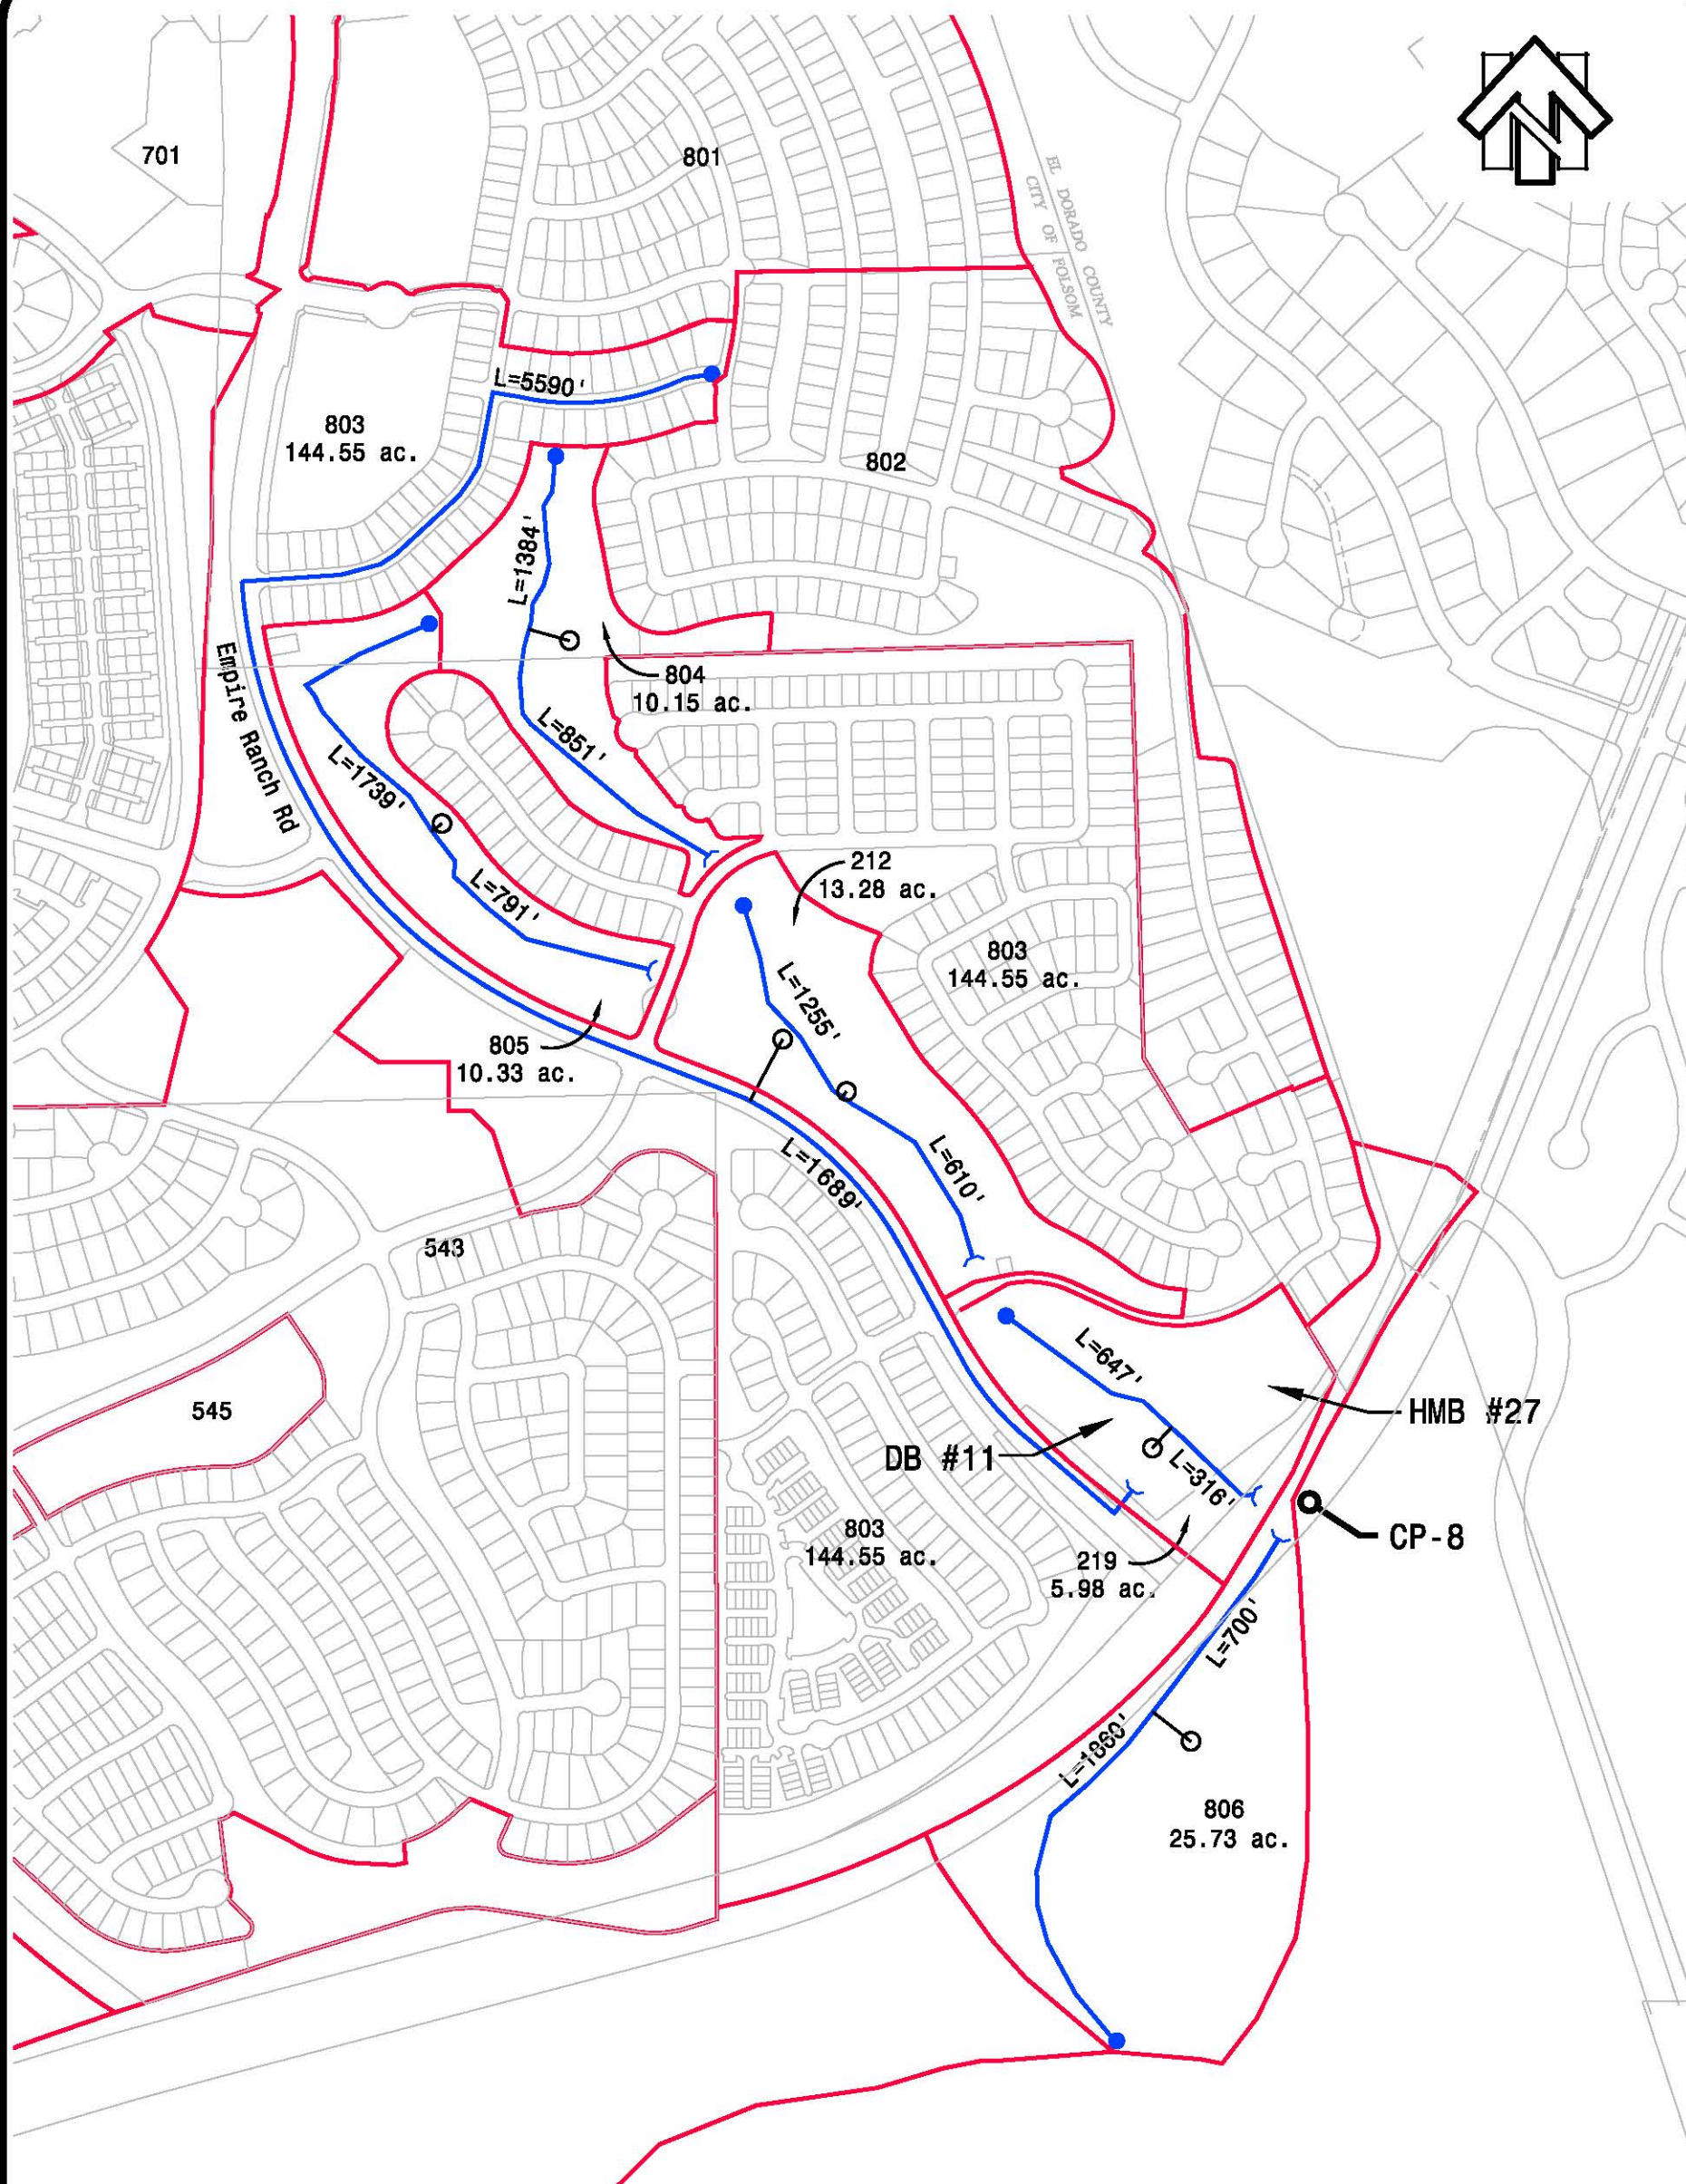 N
701
801
EL DORADO COUNTY
CITY OF FOLSOM
L=5590'
803
144.55 ac.
802
L=1384'
Empire Ranch Rd
804
10.15 ac.
L=851'
L=1739'
212
13.28 ac.
L=791'
803
144.55 ac.
L=1255'
805
10.33 ac.
L=1689'
L=610'
543
L=647'
545
HMB #27
DB #11
L=316'
803
144.55 ac.
CP-8
219
5.98 ac.
L=700'
L=1860'
806
25.73 ac.